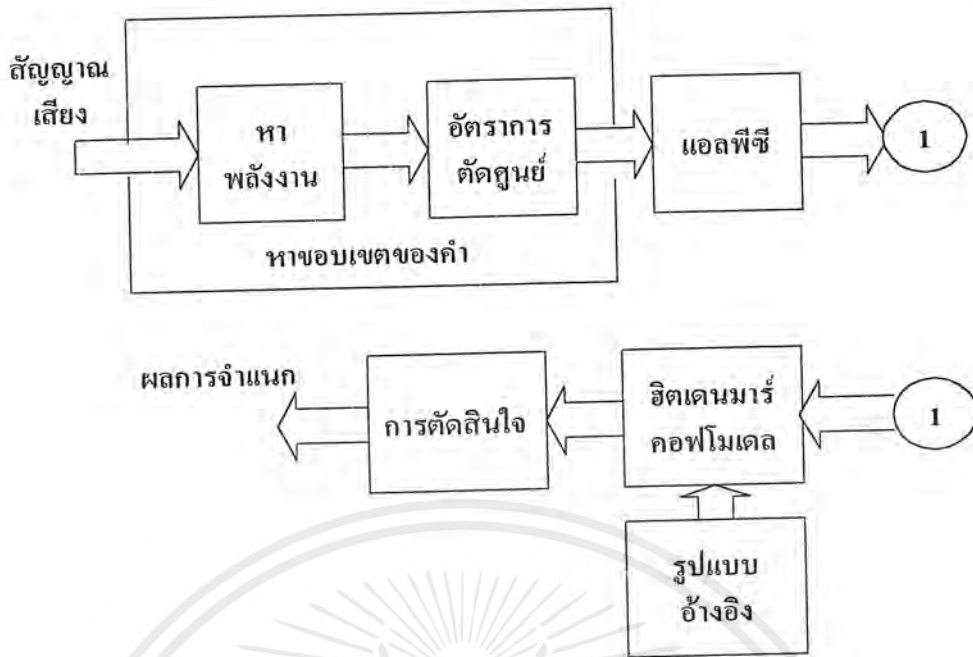 สัญญาณ
เสียง
หา
พลังงาน
อัตราการ
ตัดศูนย์
แอลพีซี
1
หาขอบเขตของคำ
ผลการจำแนก
การตัดสินใจ
ฮิตเดนมาร์
คอฟโมเดล
1
รูปแบบ
อ้างอิง